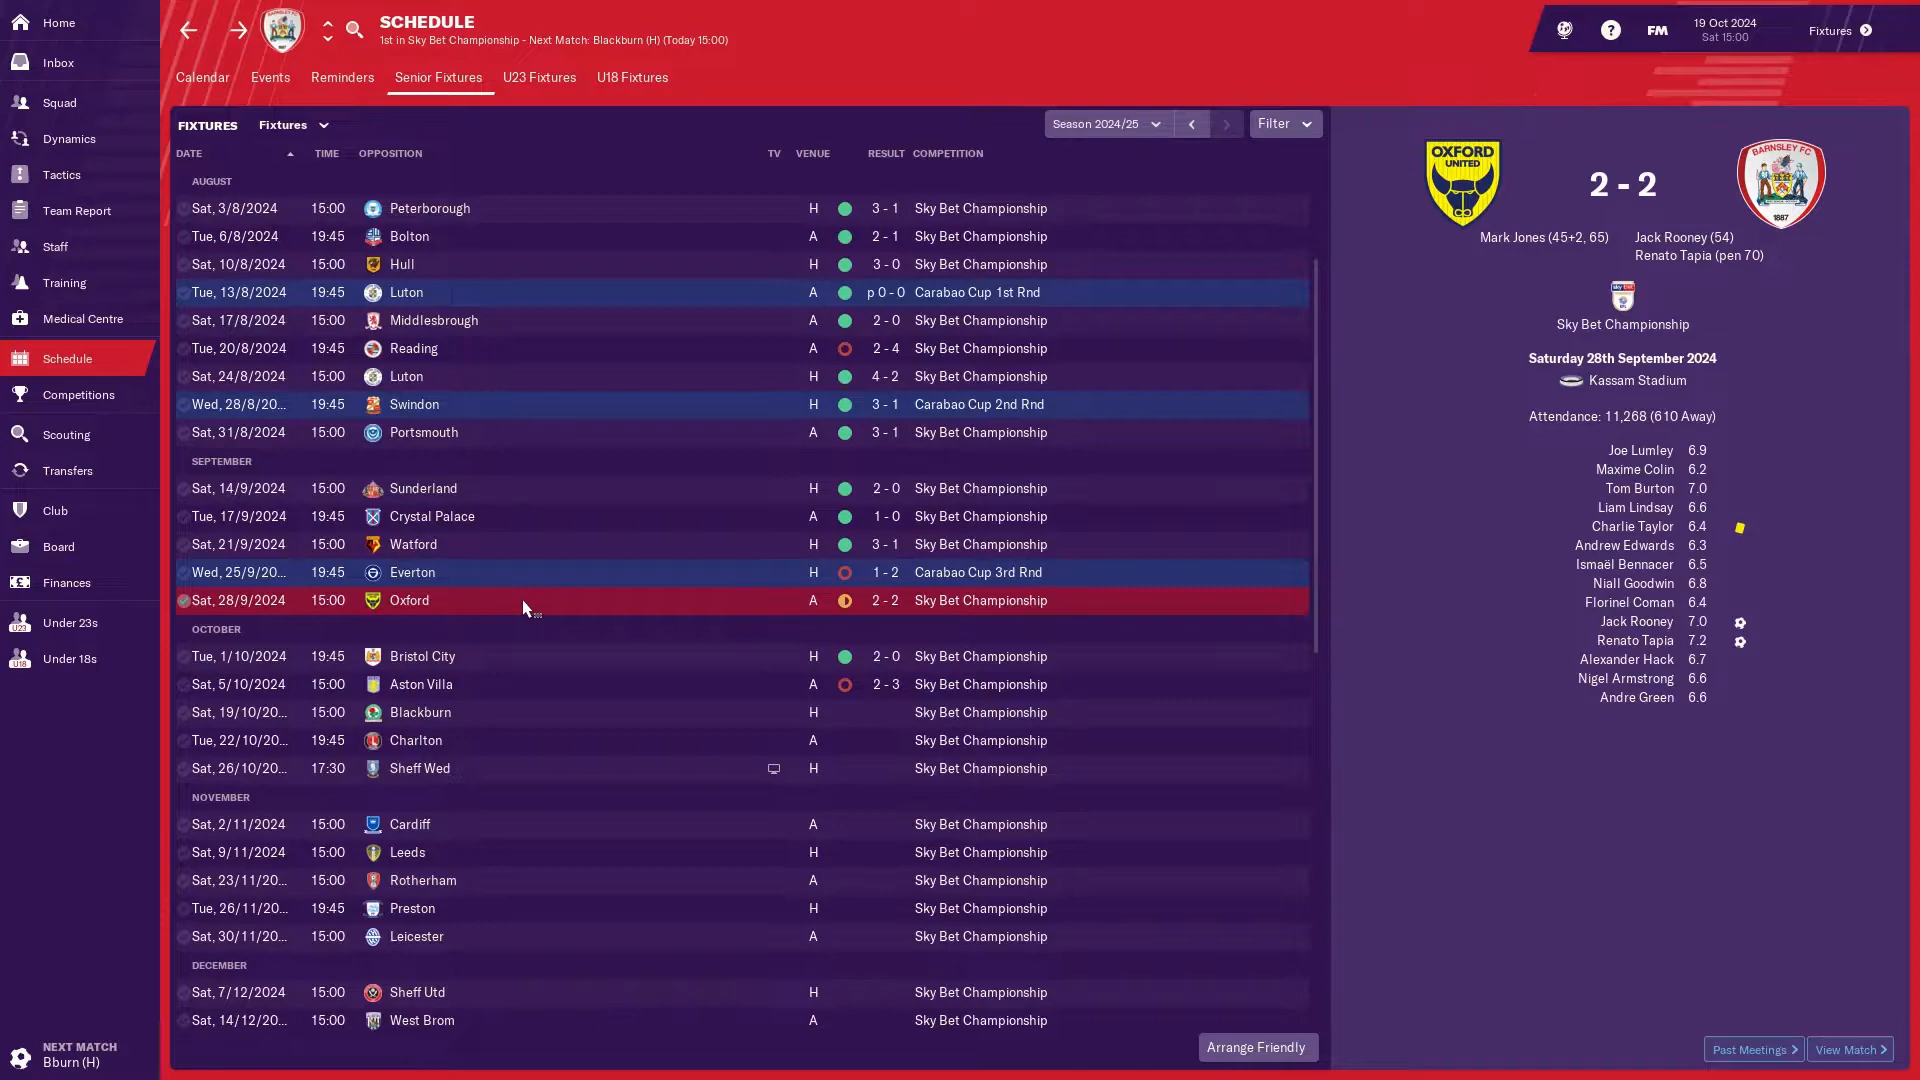 Home
Inbox
Squad
Dynamics
Tactics
Team Report
Staff
Training
Medical Centre
Schedule
Competitions
Scouting
Transfers
Club
Board
Finances
U23 Under 23s
U18 Under 18s
NEXT MATCH
Bburn (H)
SCHEDULE
1st in Sky Bet Championship - Next Match: Blackburn (H) (Today 15:00)
? FM
19 Oct 2024
Sat 15:00
Fixtures
Calendar Events Reminders Senior Fixtures U23 Fixtures U18 Fixtures
FIXTURES Fixtures Season 2024/25 Filter
DATE TIME OPPOSITION TV VENUE RESULT COMPETITION
AUGUST
Sat, 3/8/2024 15:00 Peterborough H 3 - 1 Sky Bet Championship
Tue, 6/8/2024 19:45 Bolton A 2 - 1 Sky Bet Championship
Sat, 10/8/2024 15:00 Hull H 3 - 0 Sky Bet Championship
Tue, 13/8/2024 19:45 Luton A p 0 - 0 Carabao Cup 1st Rnd
Sat, 17/8/2024 15:00 Middlesbrough A 2 - 0 Sky Bet Championship
Tue, 20/8/2024 19:45 Reading A 2 - 4 Sky Bet Championship
Sat, 24/8/2024 15:00 Luton H 4 - 2 Sky Bet Championship
Wed, 28/8/20... 19:45 Swindon H 3 - 1 Carabao Cup 2nd Rnd
Sat, 31/8/2024 15:00 Portsmouth A 3 - 1 Sky Bet Championship
SEPTEMBER
Sat, 14/9/2024 15:00 Sunderland H 2 - 0 Sky Bet Championship
Tue, 17/9/2024 19:45 Crystal Palace A 1 - 0 Sky Bet Championship
Sat, 21/9/2024 15:00 Watford H 3 - 1 Sky Bet Championship
Wed, 25/9/20... 19:45 Everton H 1 - 2 Carabao Cup 3rd Rnd
Sat, 28/9/2024 15:00 Oxford A 2 - 2 Sky Bet Championship
OCTOBER
Tue, 1/10/2024 19:45 Bristol City H 2 - 0 Sky Bet Championship
Sat, 5/10/2024 15:00 Aston Villa A 2 - 3 Sky Bet Championship
Sat, 19/10/20... 15:00 Blackburn H Sky Bet Championship
Tue, 22/10/20... 19:45 Charlton A Sky Bet Championship
Sat, 26/10/20... 17:30 Sheff Wed H Sky Bet Championship
NOVEMBER
Sat, 2/11/2024 15:00 Cardiff A Sky Bet Championship
Sat, 9/11/2024 15:00 Leeds H Sky Bet Championship
Sat, 23/11/20... 15:00 Rotherham A Sky Bet Championship
Tue, 26/11/20... 19:45 Preston H Sky Bet Championship
Sat, 30/11/20... 15:00 Leicester A Sky Bet Championship
DECEMBER
Sat, 7/12/2024 15:00 Sheff Utd H Sky Bet Championship
Sat, 14/12/20... 15:00 West Brom A Sky Bet Championship
Arrange Friendly
OXFORD
UNITED
2 - 2
BARNSLEY FC
1887
Mark Jones (45+2, 65) Jack Rooney (54)
Renato Tapia (pen 70)
sky bet
EFL
Sky Bet Championship
Saturday 28th September 2024
Kassam Stadium
Attendance: 11,268 (610 Away)
Joe Lumley 6.9
Maxime Colin 6.2
Tom Burton 7.0
Liam Lindsay 6.6
Charlie Taylor 6.4
Andrew Edwards 6.3
Ismaël Bennacer 6.5
Niall Goodwin 6.8
Florinel Coman 6.4
Jack Rooney 7.0
Renato Tapia 7.2
Alexander Hack 6.7
Nigel Armstrong 6.6
Andre Green 6.6
Past Meetings View Match